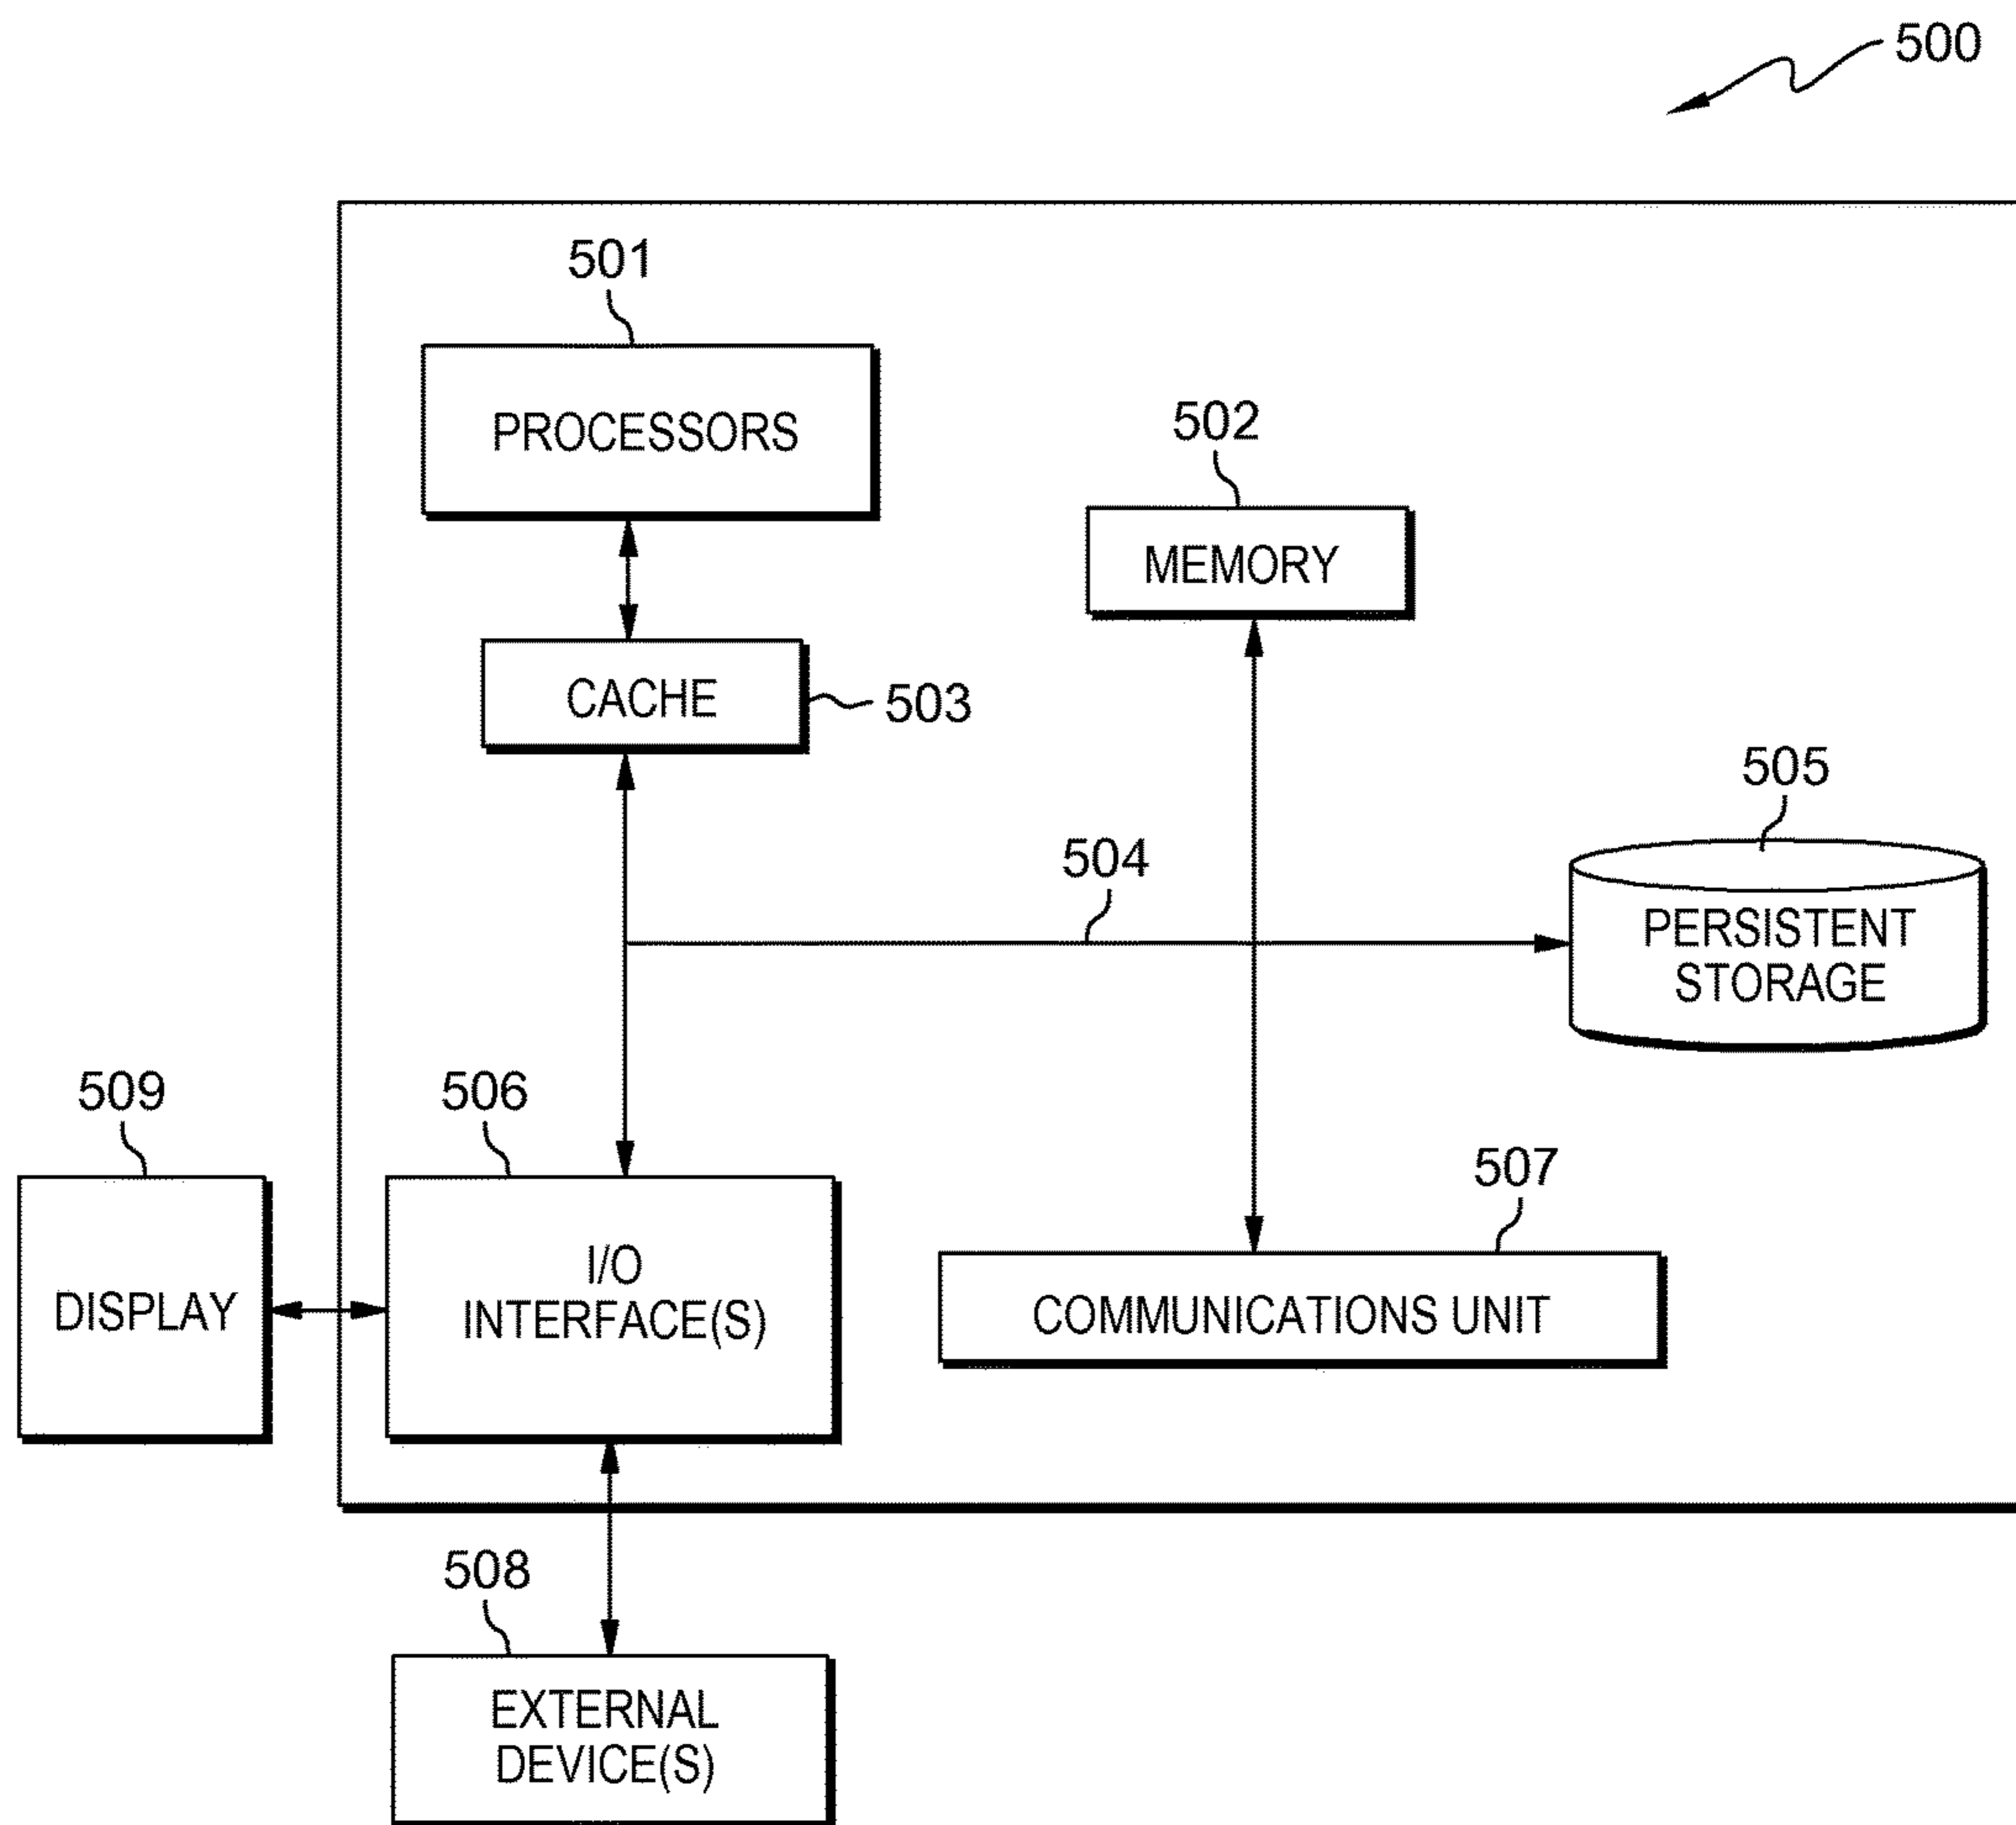 500
501
PROCESSORS
502
MEMORY
CACHE
503
504
505
PERSISTENT
STORAGE
509
506
507
DISPLAY
I/O
INTERFACE(S)
COMMUNICATIONS UNIT
508
EXTERNAL
DEVICE(S)